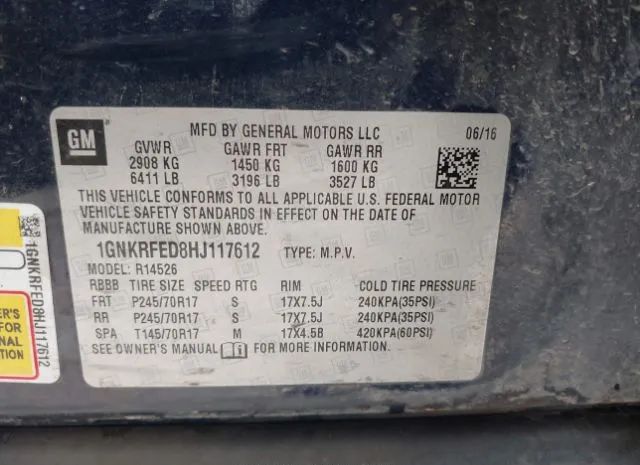 GM
MFD BY GENERAL MOTORS LLC 06/16
GVWR GAWR FRT GAWR RR
2908 KG 1450 KG 1600 KG
6411 LB 3196 LB 3527 LB
THIS VEHICLE CONFORMS TO ALL APPLICABLE U.S. FEDERAL MOTOR
VEHICLE SAFETY STANDARDS IN EFFECT ON THE DATE OF
MANUFACTURE SHOWN ABOVE.
1GNKRFED8HJ117612 TYPE: M.P.V.
MODEL: R14526
RBBB TIRE SIZE SPEED RTG RIM COLD TIRE PRESSURE
FRT P245/70R17 S 17X7.5J 240KPA(35PSI)
RR P245/70R17 S 17X7.5J 240KPA(35PSI)
SPA T145/70R17 M 17X4.5B 420KPA(60PSI)
SEE OWNER'S MANUAL FOR MORE INFORMATION.
1GNKRFED8HJ117612
ER'S
FOR
ONAL
TION